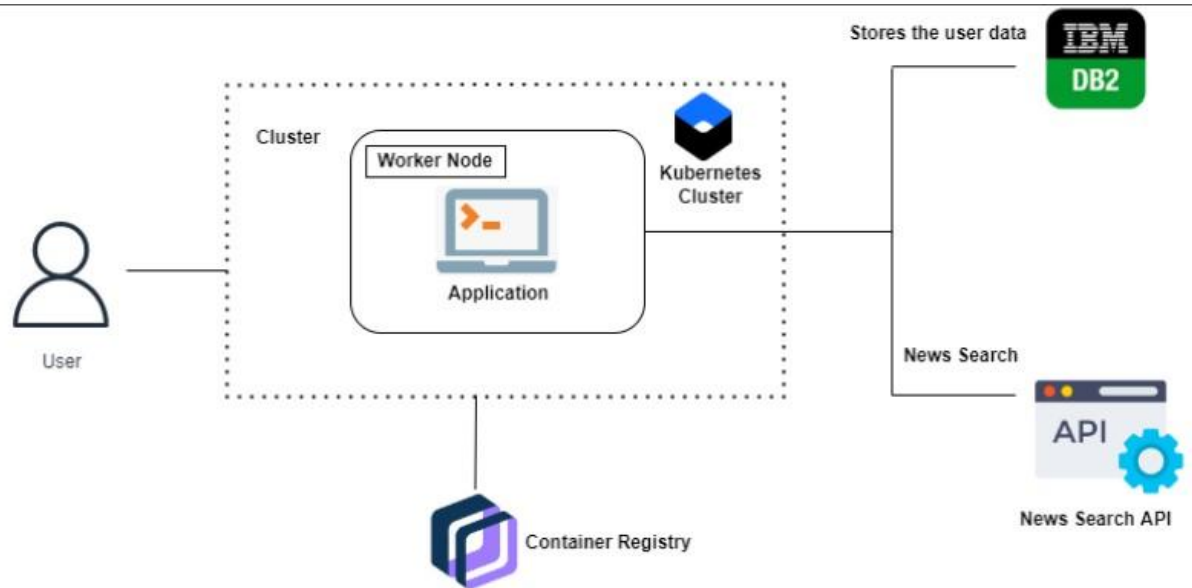 Stores the user data
IBM
DB2
Cluster
Worker Node
Kubernetes
Cluster
Application
User
News Search
API
News Search API
Container Registry